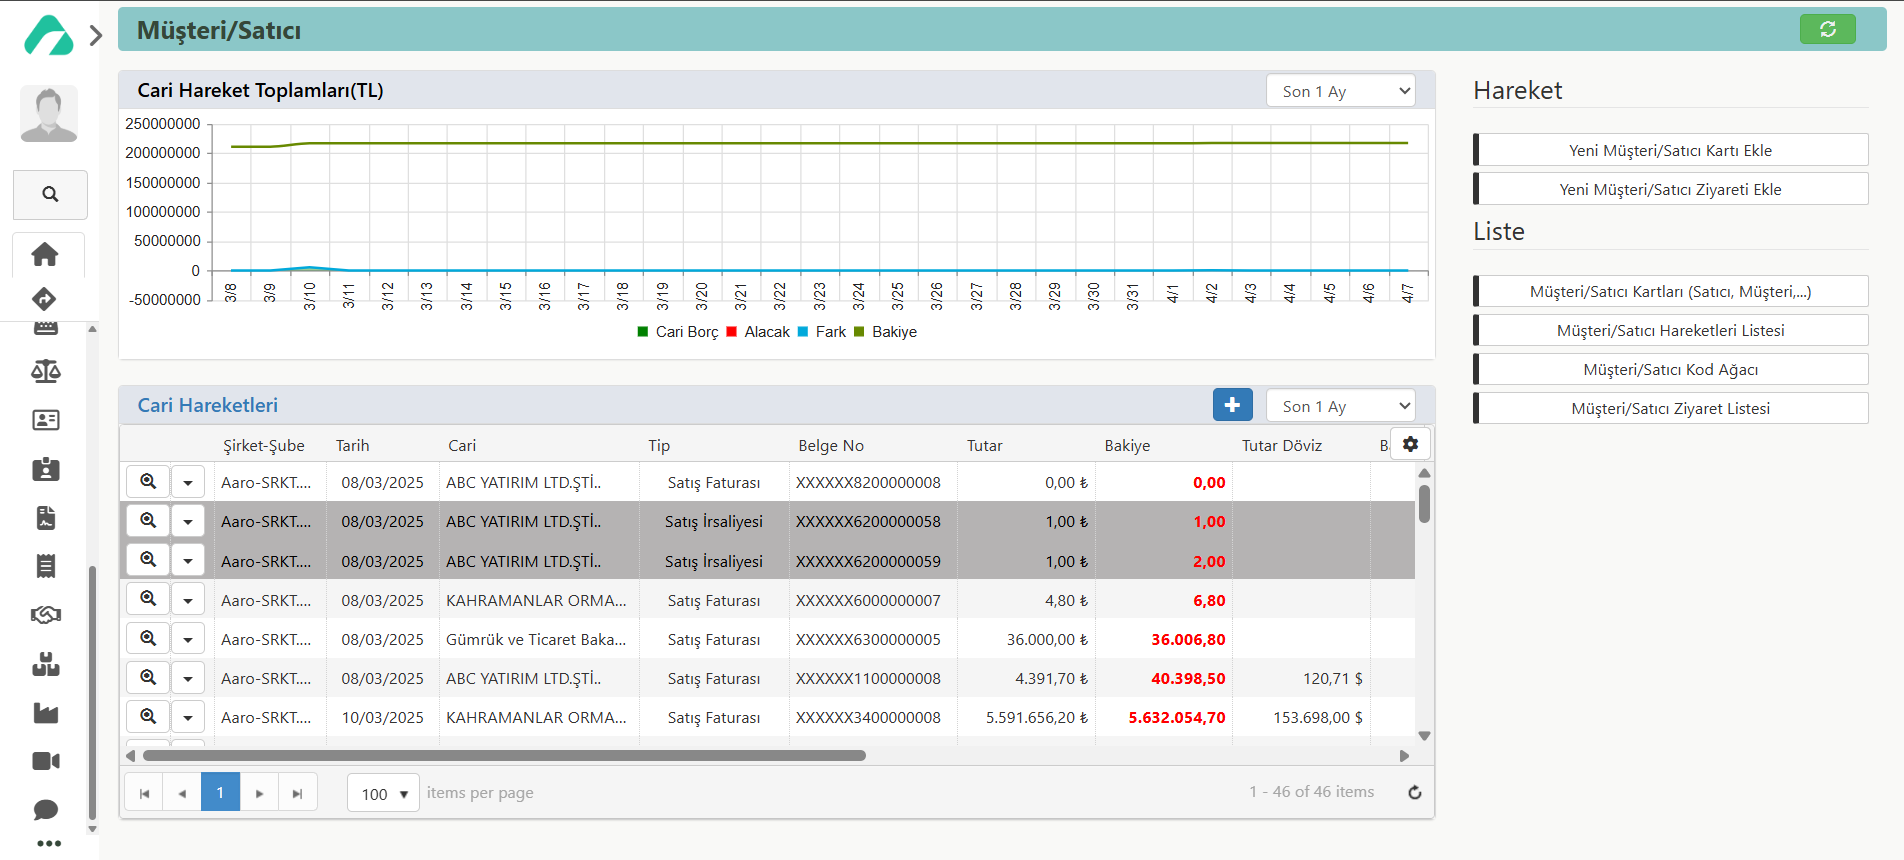 Müşteri/Satıcı
Cari Hareket Toplamları(TL)
Son 1 Ay
250000000
200000000
150000000
100000000
50000000
0
-50000000
3/8 3/9 3/10 3/11 3/12 3/13 3/14 3/15 3/16 3/17 3/18 3/19 3/20 3/21 3/22 3/23 3/24 3/25 3/26 3/27 3/28 3/29 3/30 3/31 4/1 4/2 4/3 4/4 4/5 4/6 4/7
Cari Borç Alacak Fark Bakiye
Cari Hareketleri
Son 1 Ay
Şirket-Şube Tarih Cari Tip Belge No Tutar Bakiye Tutar Döviz
Aaro-SRKT.... 08/03/2025 ABC YATIRIM LTD.ŞTİ.. Satış Faturası XXXXXX8200000008 0,00 ₺ 0,00
Aaro-SRKT.... 08/03/2025 ABC YATIRIM LTD.ŞTİ.. Satış İrsaliyesi XXXXXX6200000058 1,00 ₺ 1,00
Aaro-SRKT.... 08/03/2025 ABC YATIRIM LTD.ŞTİ.. Satış İrsaliyesi XXXXXX6200000059 1,00 ₺ 2,00
Aaro-SRKT.... 08/03/2025 KAHRAMANLAR ORMA... Satış Faturası XXXXXX6000000007 4,80 ₺ 6,80
Aaro-SRKT.... 08/03/2025 Gümrük ve Ticaret Baka... Satış Faturası XXXXXX6300000005 36.000,00 ₺ 36.006,80
Aaro-SRKT.... 08/03/2025 ABC YATIRIM LTD.ŞTİ.. Satış Faturası XXXXXX1100000008 4.391,70 ₺ 40.398,50 120,71 $
Aaro-SRKT.... 10/03/2025 KAHRAMANLAR ORMA... Satış Faturası XXXXXX3400000008 5.591.656,20 ₺ 5.632.054,70 153.698,00 $
1 100 items per page 1 - 46 of 46 items
Hareket
Yeni Müşteri/Satıcı Kartı Ekle
Yeni Müşteri/Satıcı Ziyareti Ekle
Liste
Müşteri/Satıcı Kartları (Satıcı, Müşteri,...)
Müşteri/Satıcı Hareketleri Listesi
Müşteri/Satıcı Kod Ağacı
Müşteri/Satıcı Ziyaret Listesi